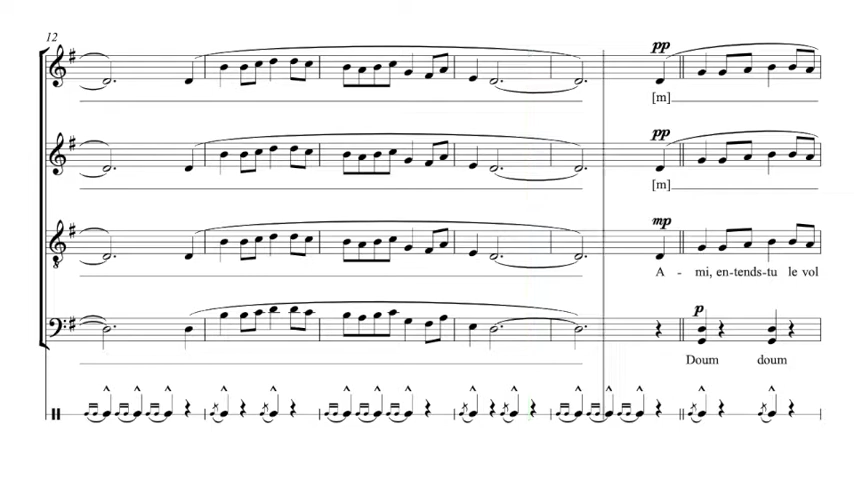 12
pp
[m]
pp
[m]
mp
A - mi, en-tends-tu le vol
p
Doum doum